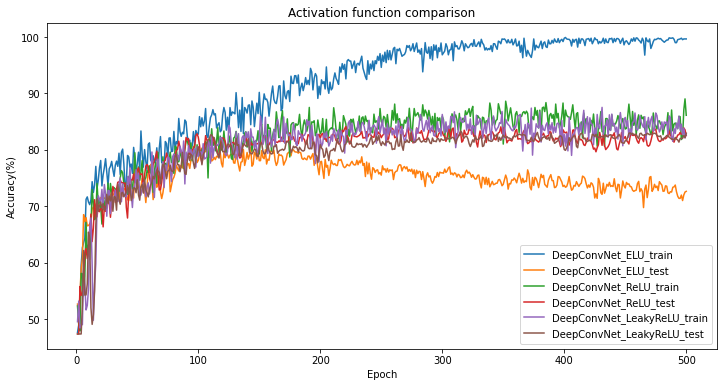 Activation function comparison
100
90
80
70
60
50
Accuracy(%)
0
100
200
300
400
500
Epoch
DeepConvNet_ELU_train
DeepConvNet_ELU_test
DeepConvNet_ReLU_train
DeepConvNet_ReLU_test
DeepConvNet_LeakyReLU_train
DeepConvNet_LeakyReLU_test